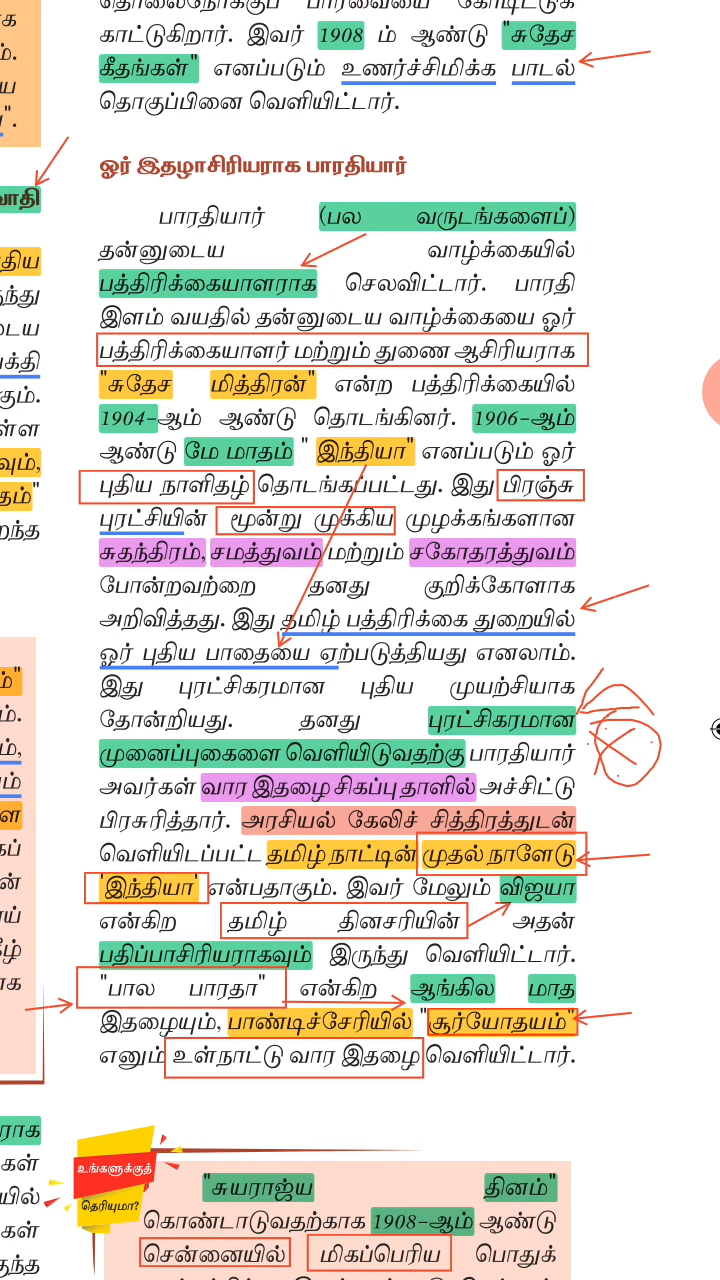 காட்டுகிறார். இவர் 1908 ம் ஆண்டு "சுதேச
கீதங்கள்" எனப்படும் உணர்ச்சிமிக்க பாடல்
தொகுப்பினை வெளியிட்டார்.
ஓர் இதழாசிரியராக பாரதியார்
பாரதியார் (பல வருடங்களைப்)
தன்னுடைய வாழ்க்கையில்
பத்திரிக்கையாளராக செலவிட்டார். பாரதி
இளம் வயதில் தன்னுடைய வாழ்க்கையை ஓர்
பத்திரிக்கையாளர் மற்றும் துணை ஆசிரியராக
"சுதேச மித்திரன்" என்ற பத்திரிக்கையில்
1904-ஆம் ஆண்டு தொடங்கினர். 1906-ஆம்
ஆண்டு மே மாதம் " இந்தியா" எனப்படும் ஓர்
புதிய நாளிதழ் தொடங்கப்பட்டது. இது பிரஞ்சு
புரட்சியின் மூன்று முக்கிய முழக்கங்களான
சுதந்திரம், சமத்துவம் மற்றும் சகோதரத்துவம்
போன்றவற்றை தனது குறிக்கோளாக
அறிவித்தது. இது தமிழ் பத்திரிக்கை துறையில்
ஓர் புதிய பாதையை ஏற்படுத்தியது எனலாம்.
இது புரட்சிகரமான புதிய முயற்சியாக
தோன்றியது. தனது புரட்சிகரமான
முனைப்புகளை வெளியிடுவதற்கு பாரதியார்
அவர்கள் வார இதழை சிகப்பு தாளில் அச்சிட்டு
பிரசுரித்தார். அரசியல் கேலிச் சித்திரத்துடன்
வெளியிடப்பட்ட தமிழ் நாட்டின் முதல் நாளேடு
'இந்தியா' என்பதாகும். இவர் மேலும் விஜயா
என்கிற தமிழ் தினசரியின் அதன்
பதிப்பாசிரியராகவும் இருந்து வெளியிட்டார்.
"பால பாரதா" என்கிற ஆங்கில மாத
இதழையும், பாண்டிச்சேரியில் "சூர்யோதயம்"
எனும் உள்நாட்டு வார இதழை வெளியிட்டார்.
உங்களுக்குத்
தெரியுமா?
"சுயராஜ்ய தினம்"
கொண்டாடுவதற்காக 1908-ஆம் ஆண்டு
சென்னையில் மிகப்பெரிய பொதுக்